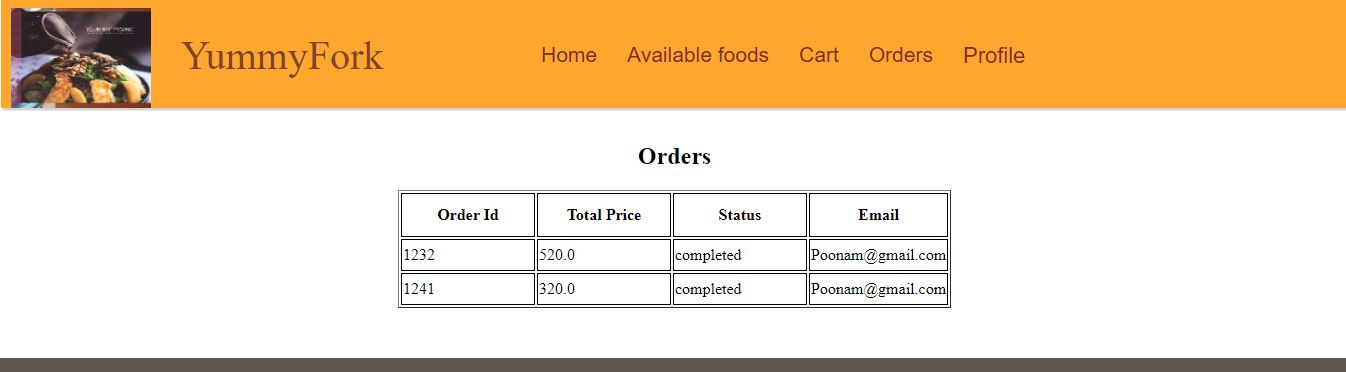 YummyFork
Home Available foods Cart Orders Profile
Orders
Order Id Total Price Status Email
1232 520.0 completed Poonam@gmail.com
1241 320.0 completed Poonam@gmail.com